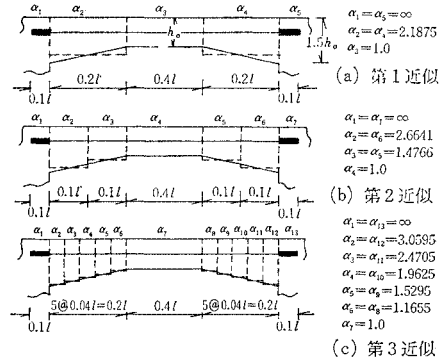 α₁ α₂ α₃ α₄ α₅
h₀ 1.5h₀
0.2l 0.4l 0.2l
0.1l 0.1l
α₁=α₅=∞
α₂=α₄=2.1875
α₃=1.0
(a) 第1近似
α₁ α₂ α₃ α₄ α₅ α₆ α₇
0.1l 0.1l 0.4l 0.1l 0.1l
0.1l 0.1l
α₁=α₇=∞
α₂=α₆=2.6641
α₃=α₅=1.4766
α₄=1.0
(b) 第2近似
α₁ α₂ α₃ α₄ α₅ α₆ α₇ α₈ α₉ α₁₀ α₁₁ α₁₂ α₁₃
5@0.04l=0.2l 0.4l 5@0.04l=0.2l
0.1l 0.1l
α₁=α₁₃=∞
α₂=α₁₂=3.0595
α₃=α₁₁=2.4705
α₄=α₁₀=1.9625
α₅=α₉=1.5295
α₆=α₈=1.1655
α₇=1.0
(c) 第3近似